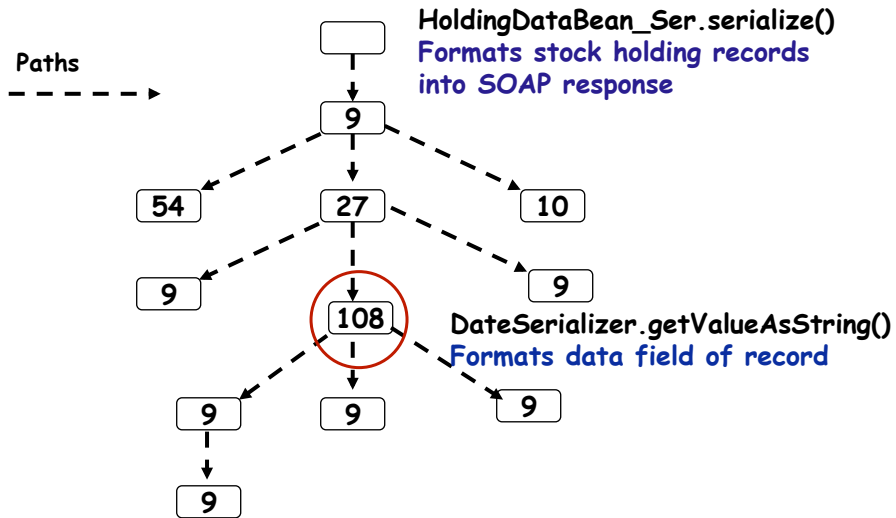 HoldingDataBean_Ser.serialize()
Formats stock holding records
into SOAP response
Paths
9
54
27
10
9
9
108
DateSerializer.getValueAsString()
Formats data field of record
9
9
9
9